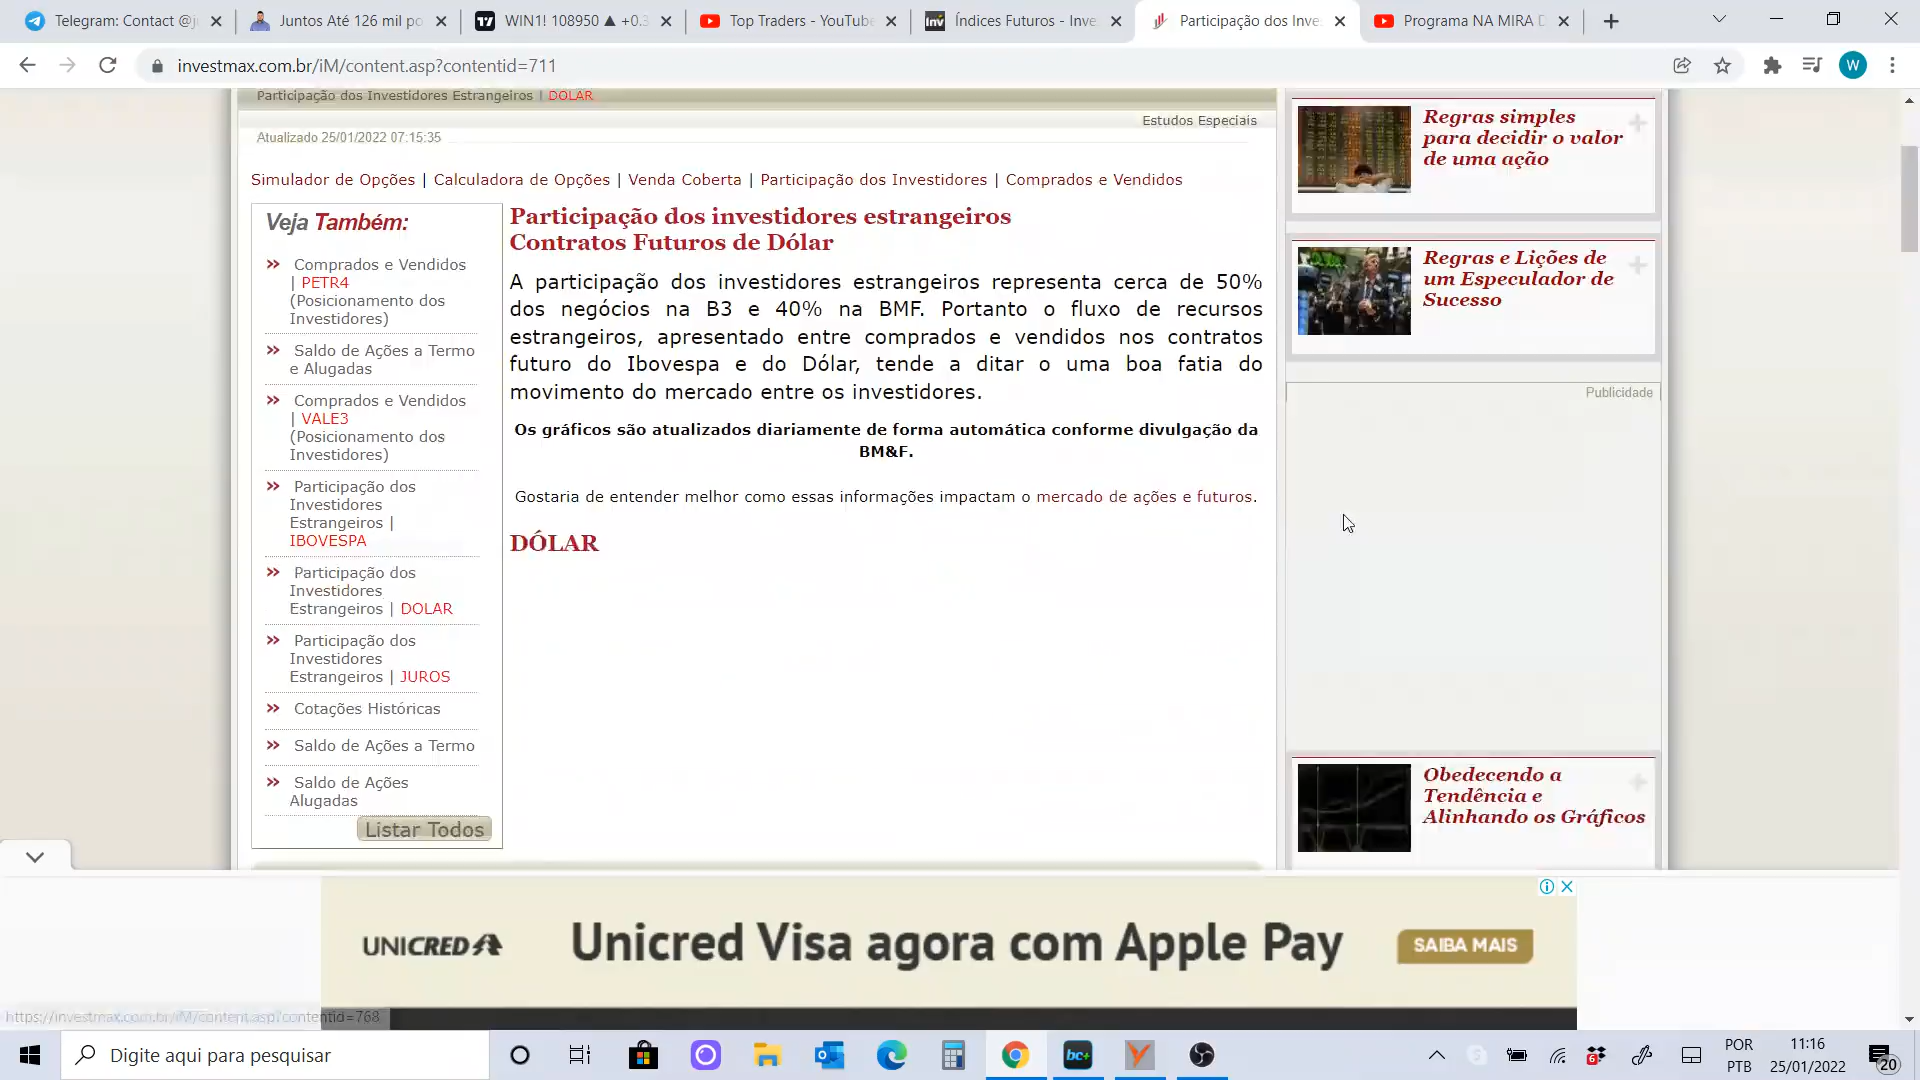 Telegram: Contact @j
Juntos Até 126 mil po
WIN1! 108950 ▲ +0.3
Top Traders - YouTube
Índices Futuros - Inve
Participação dos Inve
Programa NA MIRA D
investmax.com.br/iM/content.asp?contentid=711
W
Participação dos Investidores Estrangeiros | DOLAR
Estudos Especiais
Atualizado 25/01/2022 07:15:35
Simulador de Opções | Calculadora de Opções | Venda Coberta | Participação dos Investidores | Comprados e Vendidos
Veja Também:
Comprados e Vendidos
| PETR4
(Posicionamento dos
Investidores)
Saldo de Ações a Termo
e Alugadas
Comprados e Vendidos
| VALE3
(Posicionamento dos
Investidores)
Participação dos
Investidores
Estrangeiros |
IBOVESPA
Participação dos
Investidores
Estrangeiros | DOLAR
Participação dos
Investidores
Estrangeiros | JUROS
Cotações Históricas
Saldo de Ações a Termo
Saldo de Ações
Alugadas
Listar Todos
Participação dos investidores estrangeiros
Contratos Futuros de Dólar
A participação dos investidores estrangeiros representa cerca de 50%
dos negócios na B3 e 40% na BMF. Portanto o fluxo de recursos
estrangeiros, apresentado entre comprados e vendidos nos contratos
futuro do Ibovespa e do Dólar, tende a ditar o uma boa fatia do
movimento do mercado entre os investidores.
Os gráficos são atualizados diariamente de forma automática conforme divulgação da
BM&F.
Gostaria de entender melhor como essas informações impactam o mercado de ações e futuros.
DÓLAR
Regras simples
para decidir o valor
de uma ação
Regras e Lições de
um Especulador de
Sucesso
Publicidade
Obedecendo a
Tendência e
Alinhando os Gráficos
UNICRED
Unicred Visa agora com Apple Pay
SAIBA MAIS
https://investmax.com.br/iM/content.asp?contentid=768
Digite aqui para pesquisar
bc+
6
POR
PTB
11:16
25/01/2022
20